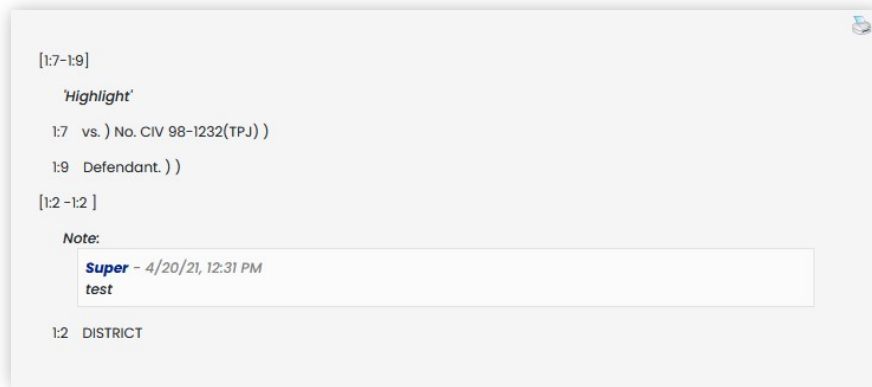 [1:7-1:9]
'Highlight'
1:7 vs. ) No. CIV 98-1232(TPJ) )
1:9 Defendant. ) )
[1:2 -1:2 ]
Note:
Super - 4/20/21, 12:31 PM
test
1:2 DISTRICT